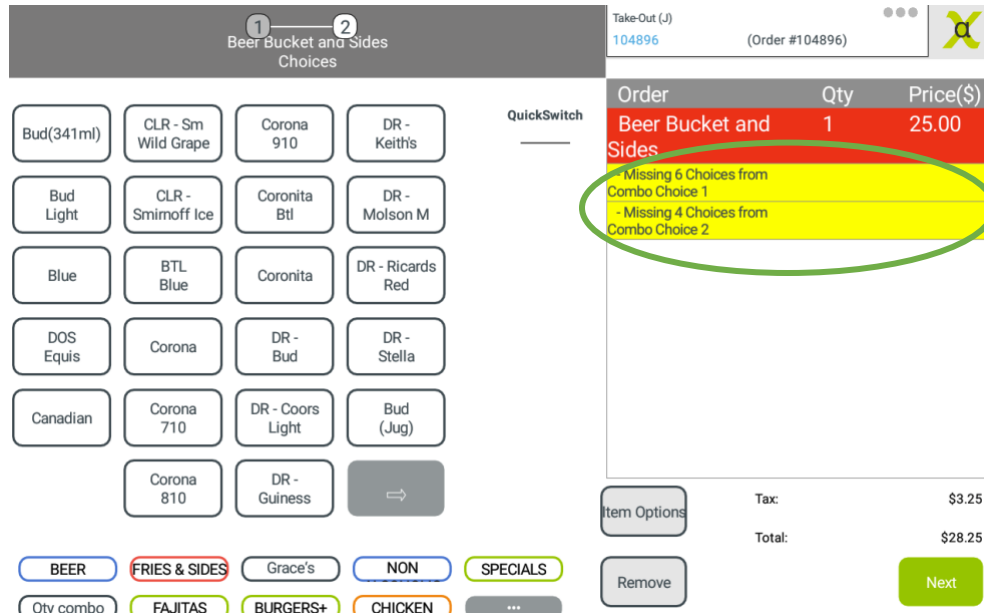 1 2
Beer Bucket and Sides
Choices
Take-Out (J)
104896 (Order #104896)
α
Order Qty Price($)
Beer Bucket and 1 25.00
Sides
- Missing 6 Choices from
Combo Choice 1
- Missing 4 Choices from
Combo Choice 2
QuickSwitch
Bud(341ml)
CLR - Sm
Wild Grape
Corona
910
DR -
Keith's
Bud
Light
CLR -
Smirnoff Ice
Coronita
Btl
DR -
Molson M
Blue
BTL
Blue
Coronita
DR - Ricards
Red
DOS
Equis
Corona
DR -
Bud
DR -
Stella
Canadian
Corona
710
DR - Coors
Light
Bud
(Jug)
Corona
810
DR -
Guiness
⇨
Item Options
Tax: $3.25
Total: $28.25
Remove
Next
BEER
FRIES & SIDES
Grace's
NON
SPECIALS
Qty combo
FAJITAS
BURGERS+
CHICKEN
...